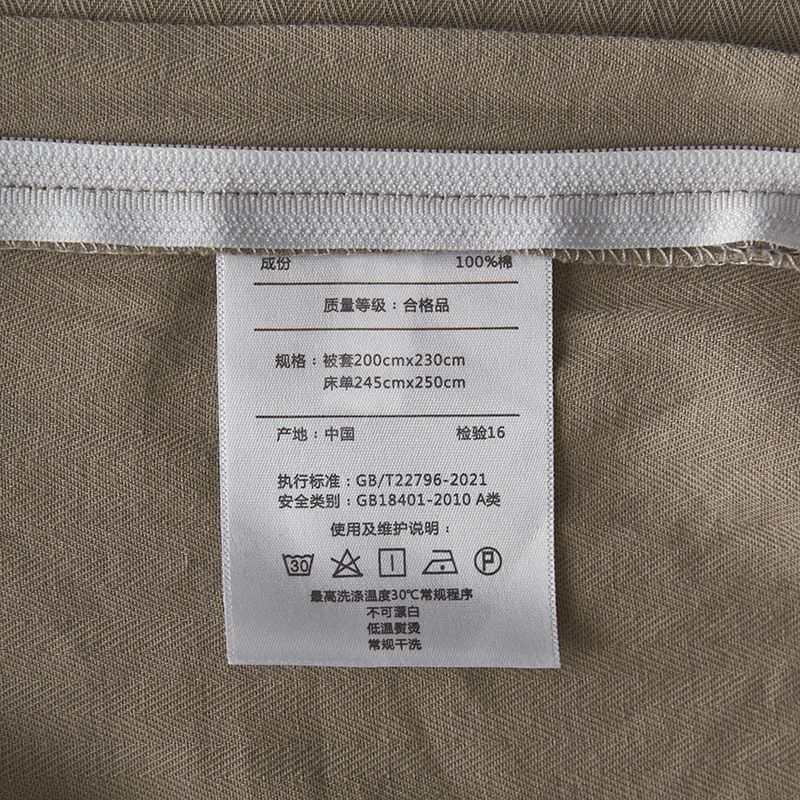 成份 100%棉
质量等级：合格品
规格：被套200cmx230cm
床单245cmx250cm
产地：中国 检验16
执行标准：GB/T22796-2021
安全类别：GB18401-2010 A类
使用及维护说明：
30 P
最高洗涤温度30℃常规程序
不可漂白
低温熨烫
常规干洗